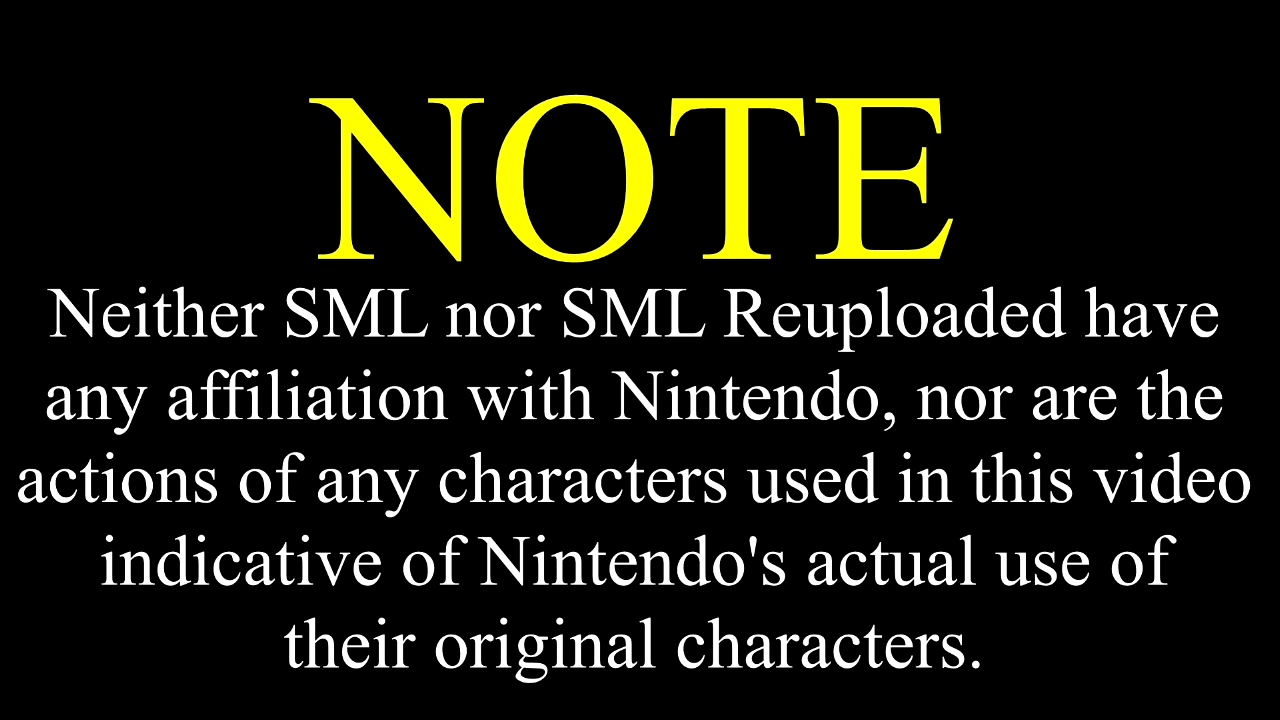 NOTE
Neither SML nor SML Reuploaded have
any affiliation with Nintendo, nor are the
actions of any characters used in this video
indicative of Nintendo's actual use of
their original characters.